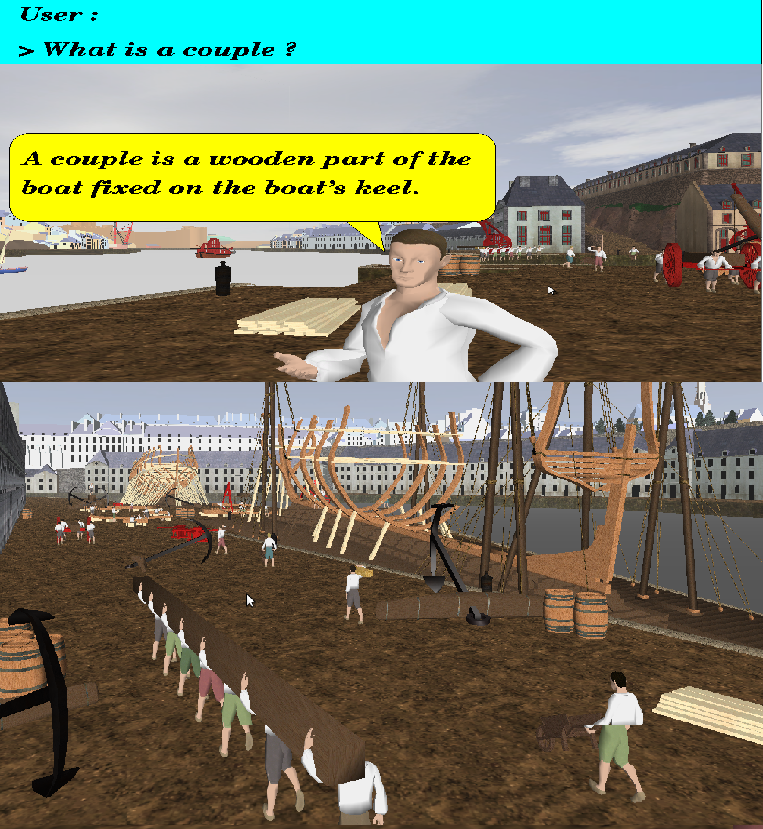 User :
> What is a couple ?
A couple is a wooden part of the
boat fixed on the boat's keel.